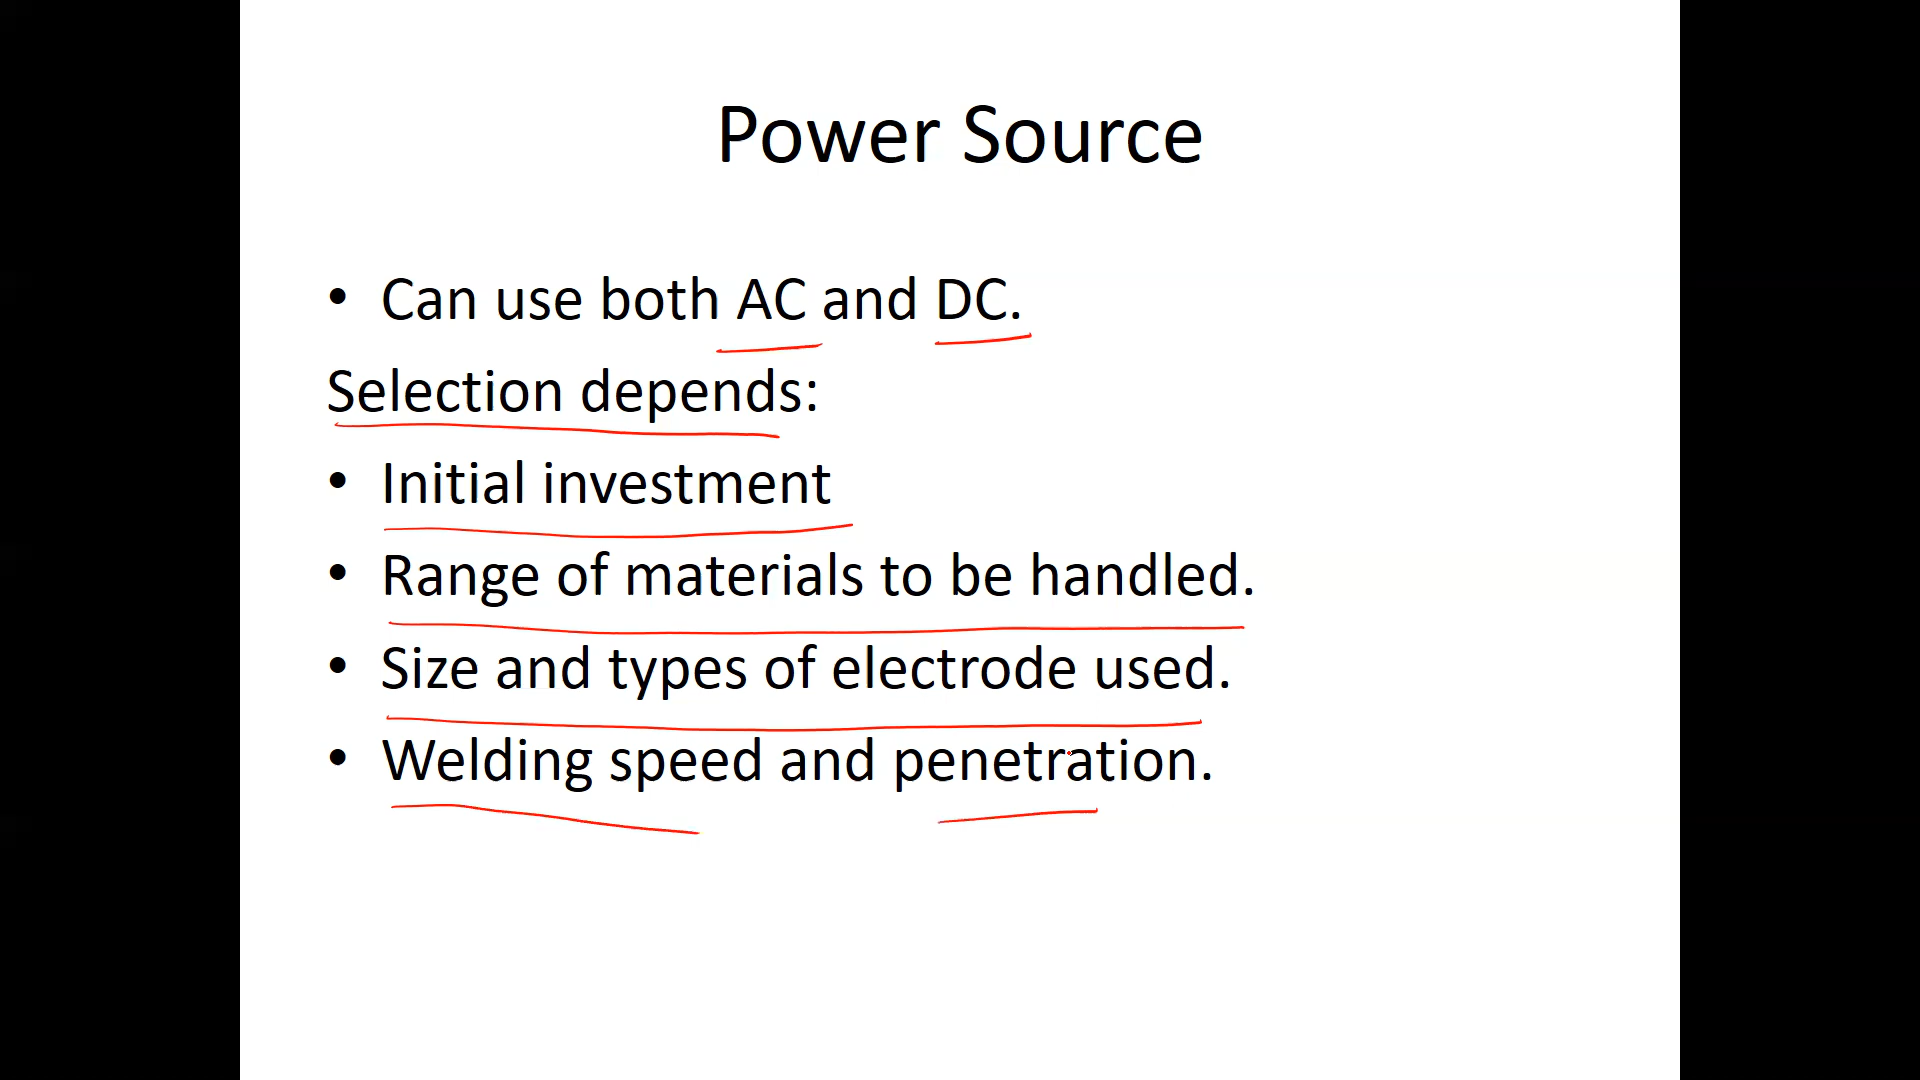 Power Source
• Can use both AC and DC.
Selection depends:
• Initial investment
• Range of materials to be handled.
• Size and types of electrode used.
• Welding speed and penetration.